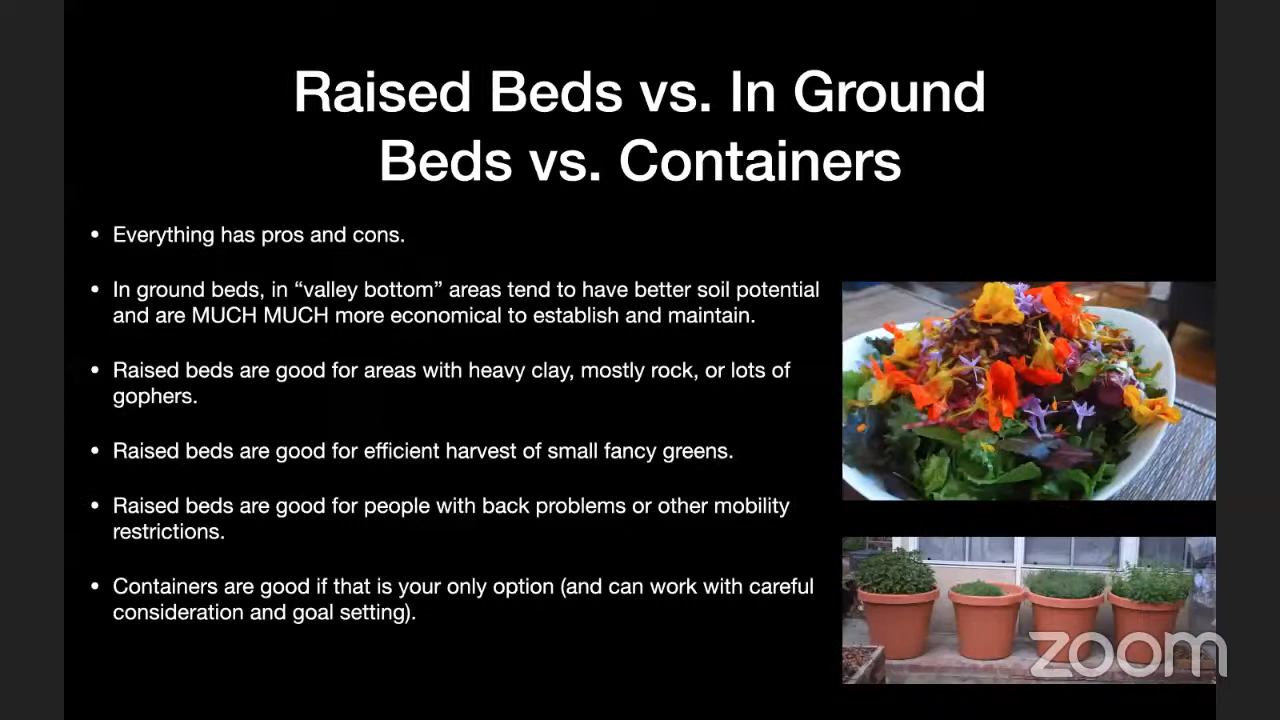 Raised Beds vs. In Ground
Beds vs. Containers
• Everything has pros and cons.
• In ground beds, in “valley bottom” areas tend to have better soil potential
and are MUCH MUCH more economical to establish and maintain.
• Raised beds are good for areas with heavy clay, mostly rock, or lots of
gophers.
• Raised beds are good for efficient harvest of small fancy greens.
• Raised beds are good for people with back problems or other mobility
restrictions.
• Containers are good if that is your only option (and can work with careful
consideration and goal setting).
zoom